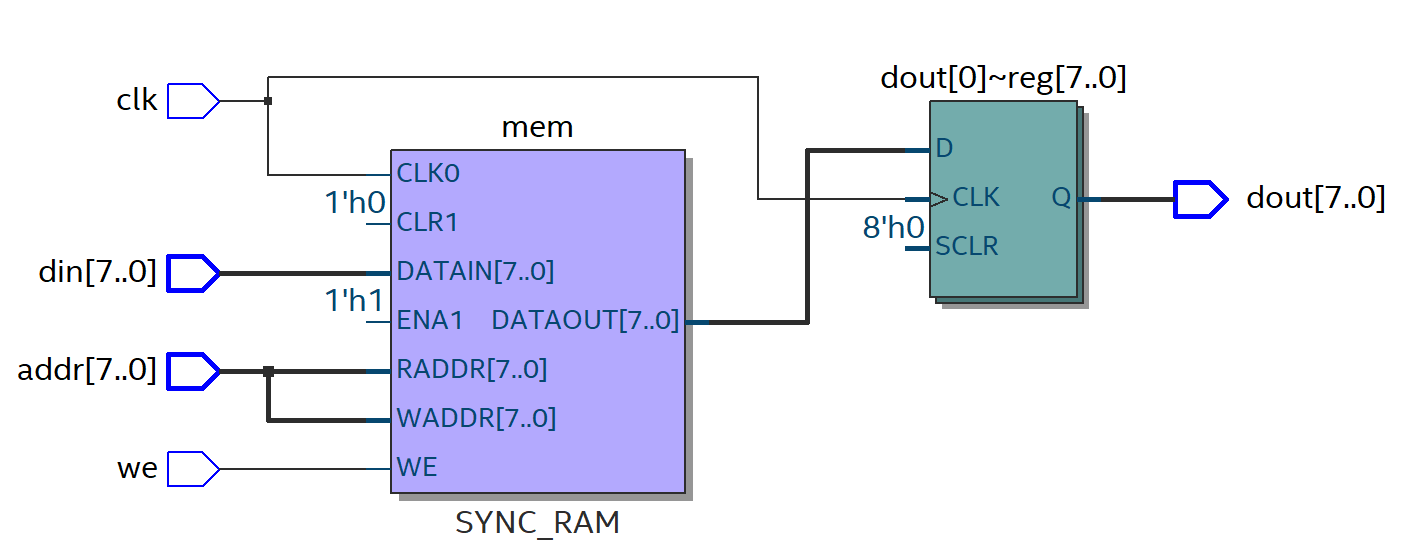 clk
mem
CLK0
1'h0
CLR1
din[7..0]
DATAIN[7..0]
1'h1
ENA1
DATAOUT[7..0]
addr[7..0]
RADDR[7..0]
WADDR[7..0]
we
WE
SYNC_RAM
dout[0]~reg[7..0]
D
CLK
Q
8'h0
SCLR
dout[7..0]